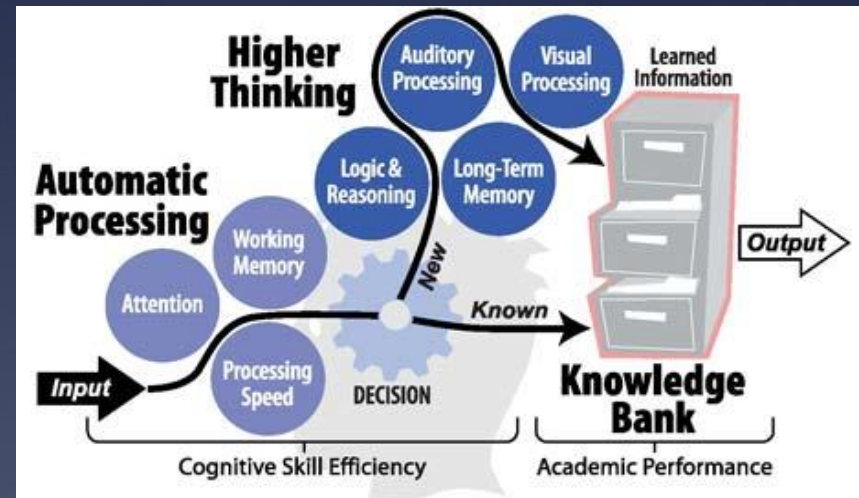 Higher
Thinking
Auditory
Processing
Visual
Processing
Learned
Information
Logic &
Reasoning
Long-Term
Memory
Automatic
Processing
Working
Memory
Attention
Processing
Speed
Input
DECISION
New
Known
Output
Knowledge
Bank
Cognitive Skill Efficiency
Academic Performance